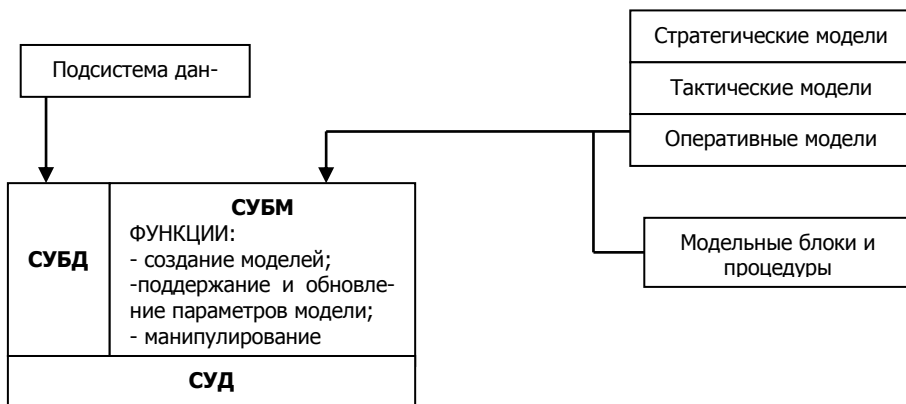 Стратегические модели
Подсистема дан-
Тактические модели
Оперативные модели
СУБД
СУБМ
ФУНКЦИИ:
- создание моделей;
-поддержание и обновле-
ние параметров модели;
- манипулирование
Модельные блоки и
процедуры
СУД